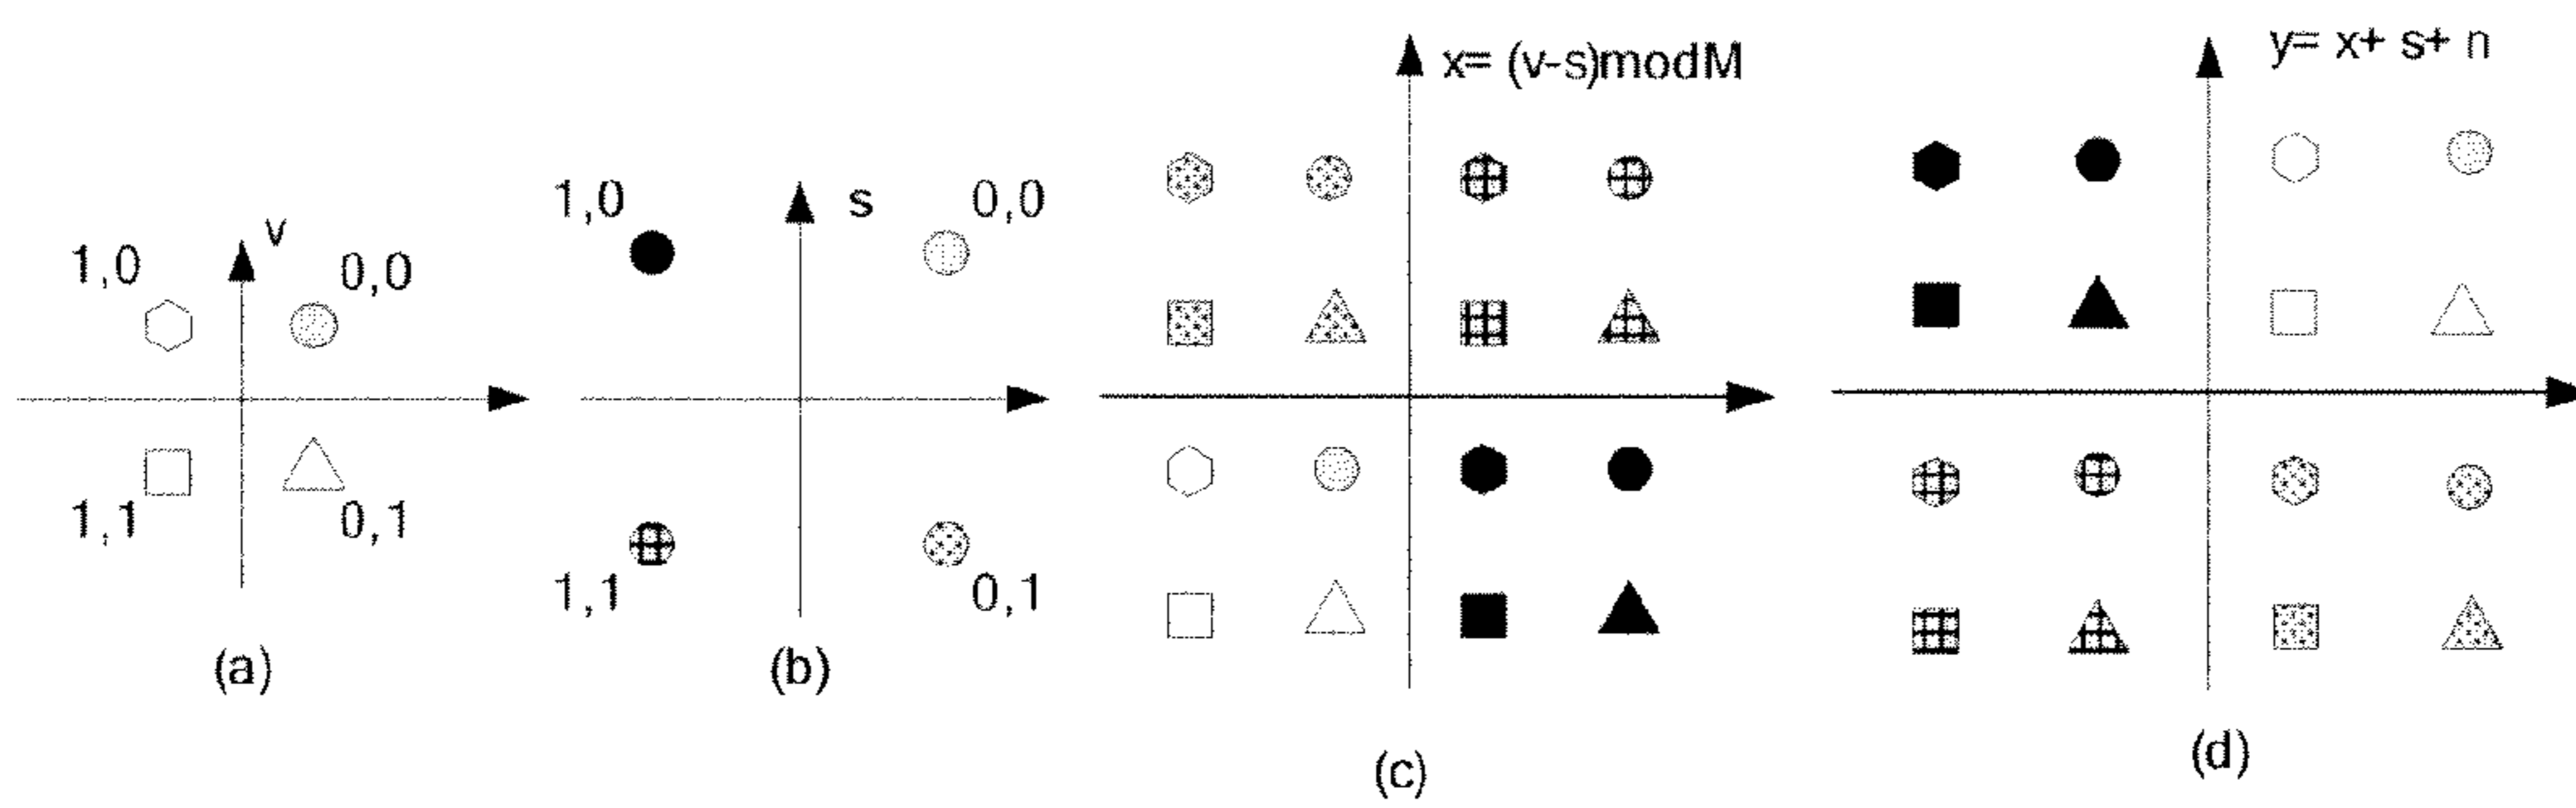 v
1,0
0,0
1,1
0,1
(a)
s
1,0
0,0
1,1
0,1
(b)
x= (v-s)modM
(c)
y= x+ s+ n
(d)